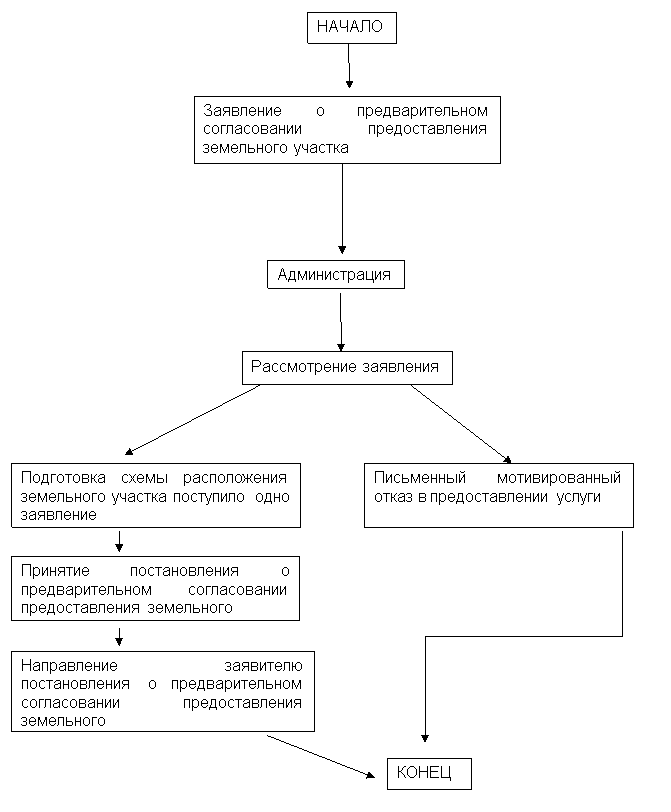 НАЧАЛО
Заявление о предварительном
согласовании предоставления
земельного участка
Администрация
Рассмотрение заявления
Подготовка схемы расположения
земельного участка поступило одно
заявление
Письменный мотивированный
отказ в предоставлении услуги
Принятие постановления о
предварительном согласовании
предоставления земельного
Направление заявителю
постановления о предварительном
согласовании предоставления
земельного
КОНЕЦ